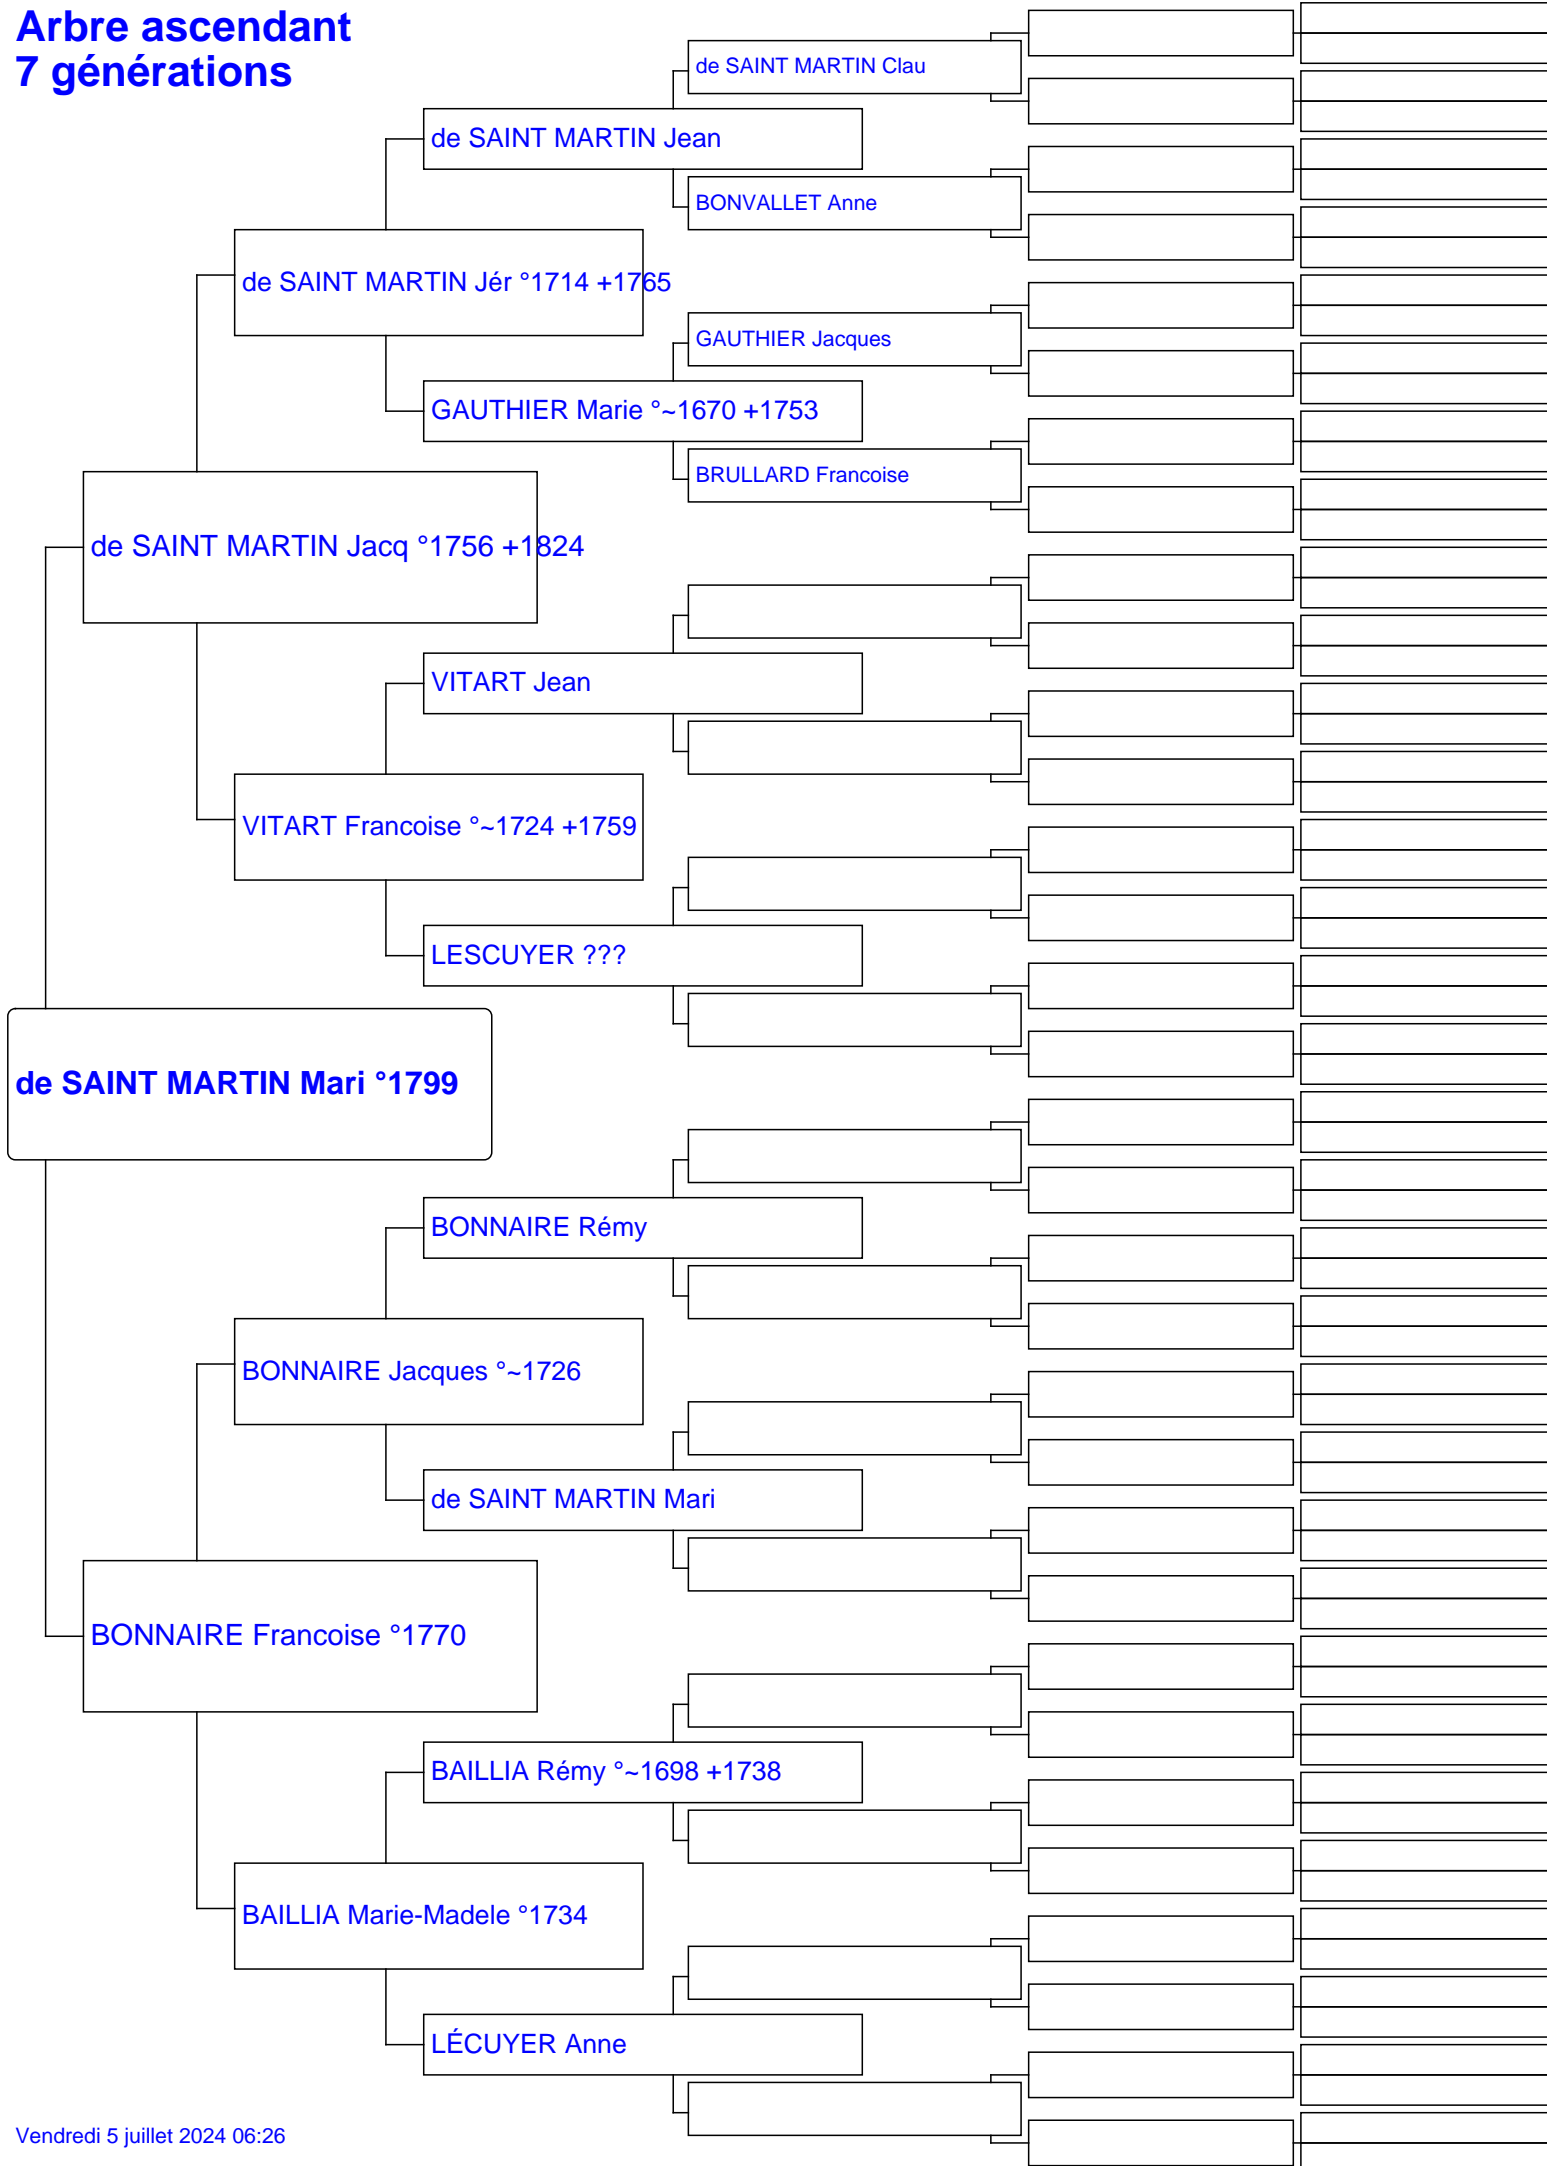 Arbre ascendant
7 générations
de SAINT MARTIN Clau
de SAINT MARTIN Jean
BONVALLET Anne
de SAINT MARTIN Jér °1714 +1765
GAUTHIER Jacques
GAUTHIER Marie °~1670 +1753
BRULLARD Francoise
de SAINT MARTIN Jacq °1756 +1824
VITART Jean
VITART Francoise °~1724 +1759
LESCUYER ???
de SAINT MARTIN Mari °1799
BONNAIRE Rémy
BONNAIRE Jacques °~1726
de SAINT MARTIN Mari
BONNAIRE Francoise °1770
BAILLIA Rémy °~1698 +1738
BAILLIA Marie-Madele °1734
LÉCUYER Anne
Vendredi 5 juillet 2024 06:26